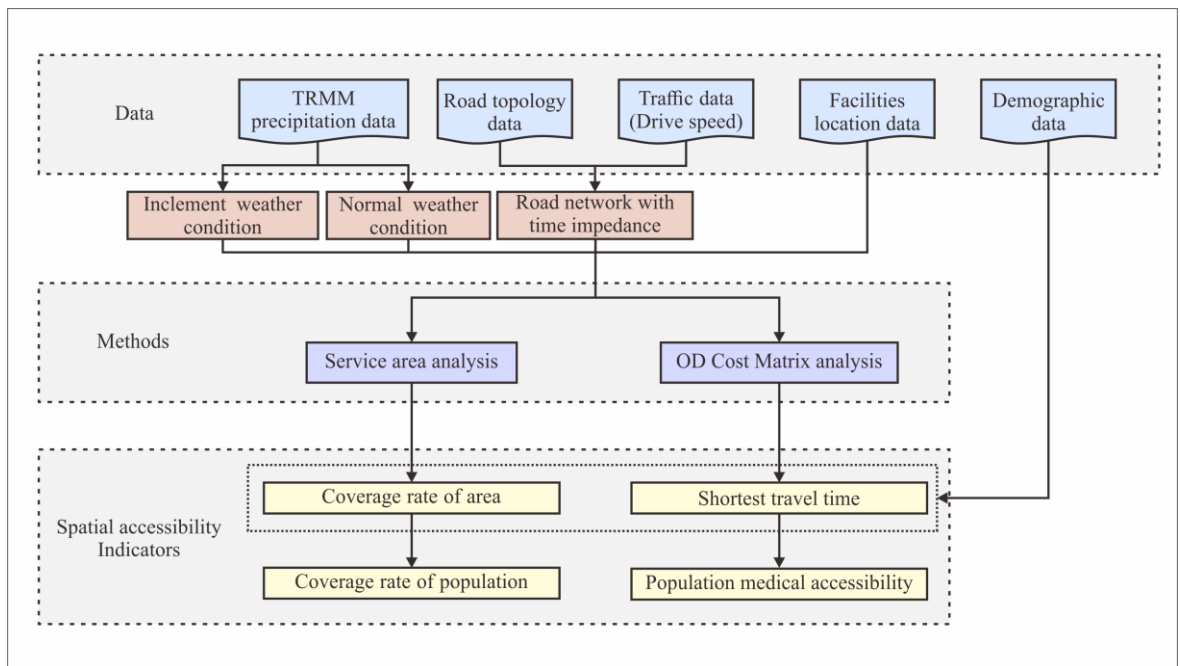 Data
TRMM
precipitation data
Road topology
data
Traffic data
(Drive speed)
Facilities
location data
Demographic
data
Inclement weather
condition
Normal weather
condition
Road network with
time impedance
Methods
Service area analysis
OD Cost Matrix analysis
Spatial accessibility
Indicators
Coverage rate of area
Shortest travel time
Coverage rate of population
Population medical accessibility